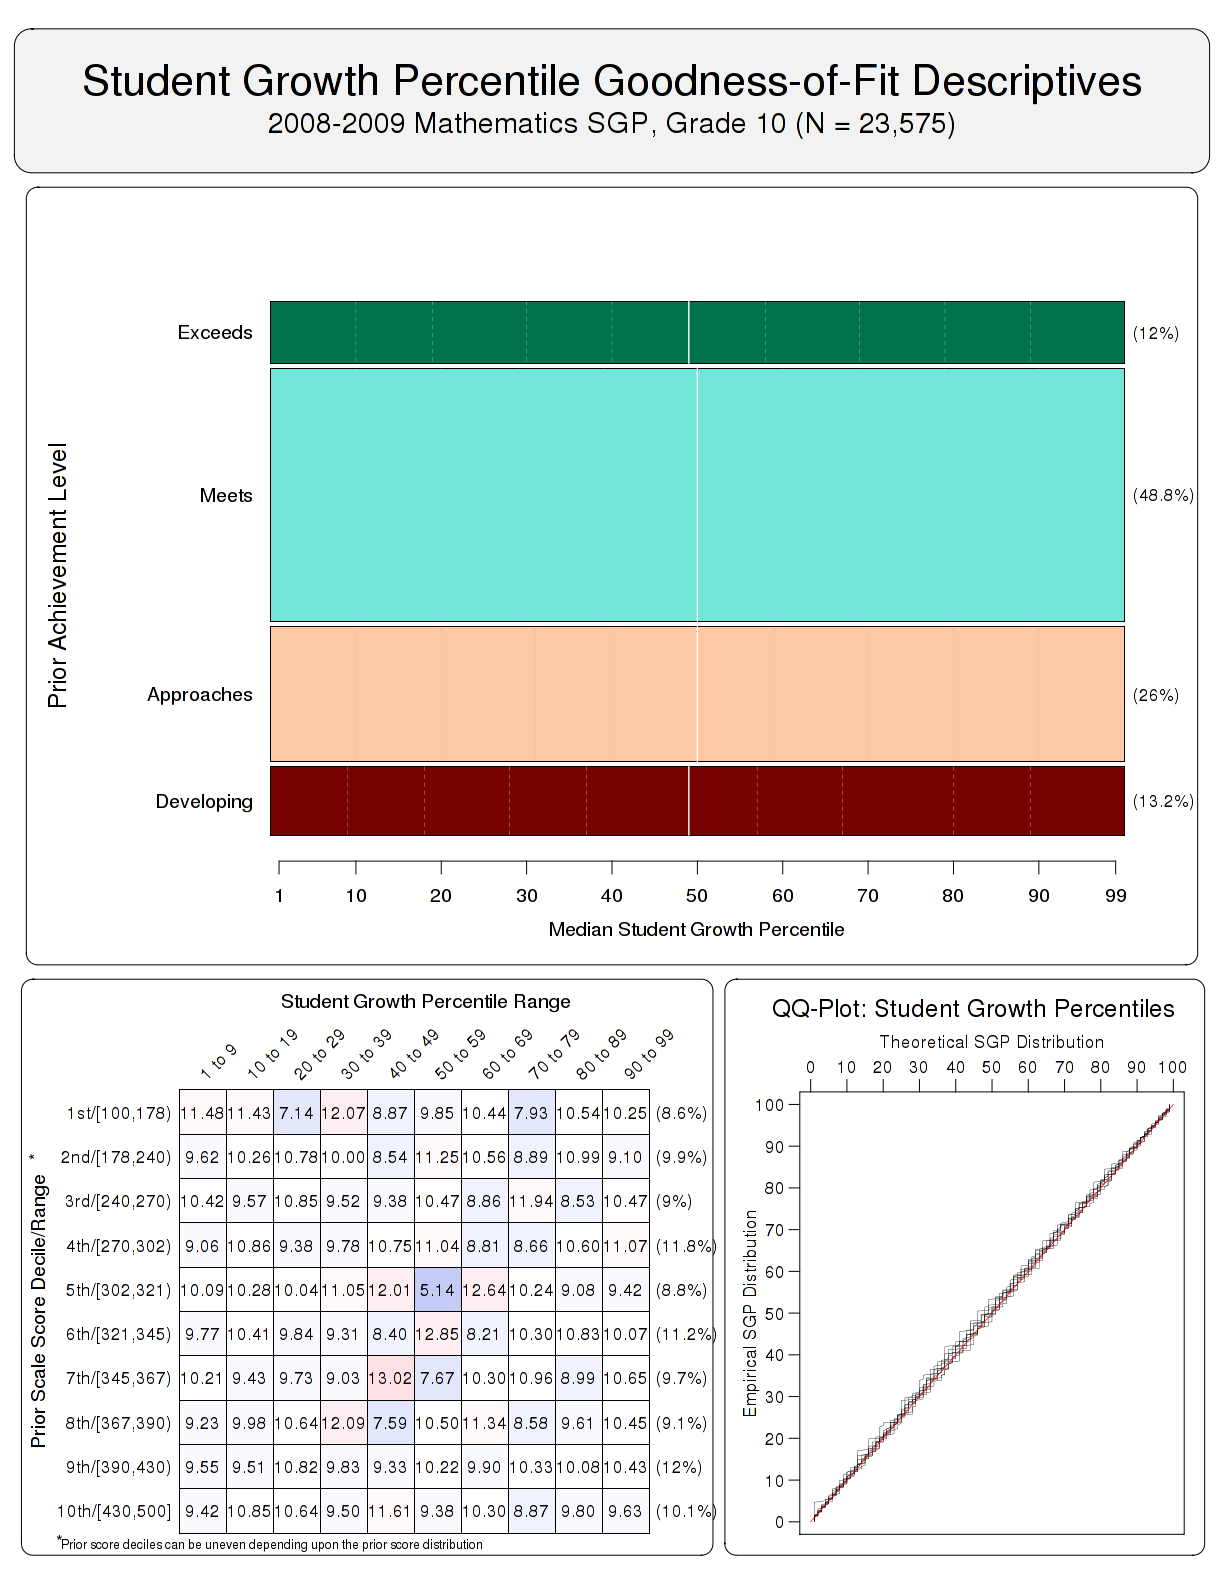 Student Growth Percentile Goodness-of-Fit Descriptives
2008-2009 Mathematics SGP, Grade 10 (N = 23,575)
Prior Achievement Level
Exceeds (12%)
Meets (48.8%)
Approaches (26%)
Developing (13.2%)
1 10 20 30 40 50 60 70 80 90 99
Median Student Growth Percentile
Student Growth Percentile Range
1 to 9 10 to 19 20 to 29 30 to 39 40 to 49 50 to 59 60 to 69 70 to 79 80 to 89 90 to 99
Prior Scale Score Decile/Range *
1st/[100,178) 11.48 11.43 7.14 12.07 8.87 9.85 10.44 7.93 10.54 10.25 (8.6%)
2nd/[178,240) 9.62 10.26 10.78 10.00 8.54 11.25 10.56 8.89 10.99 9.10 (9.9%)
3rd/[240,270) 10.42 9.57 10.85 9.52 9.38 10.47 8.86 11.94 8.53 10.47 (9%)
4th/[270,302) 9.06 10.86 9.38 9.78 10.75 11.04 8.81 8.66 10.60 11.07 (11.8%)
5th/[302,321) 10.09 10.28 10.04 11.05 12.01 5.14 12.64 10.24 9.08 9.42 (8.8%)
6th/[321,345) 9.77 10.41 9.84 9.31 8.40 12.85 8.21 10.30 10.83 10.07 (11.2%)
7th/[345,367) 10.21 9.43 9.73 9.03 13.02 7.67 10.30 10.96 8.99 10.65 (9.7%)
8th/[367,390) 9.23 9.98 10.64 12.09 7.59 10.50 11.34 8.58 9.61 10.45 (9.1%)
9th/[390,430) 9.55 9.51 10.82 9.83 9.33 10.22 9.90 10.33 10.08 10.43 (12%)
10th/[430,500] 9.42 10.85 10.64 9.50 11.61 9.38 10.30 8.87 9.80 9.63 (10.1%)
*Prior score deciles can be uneven depending upon the prior score distribution
QQ-Plot: Student Growth Percentiles
Theoretical SGP Distribution
0 10 20 30 40 50 60 70 80 90 100
Empirical SGP Distribution
100
90
80
70
60
50
40
30
20
10
0